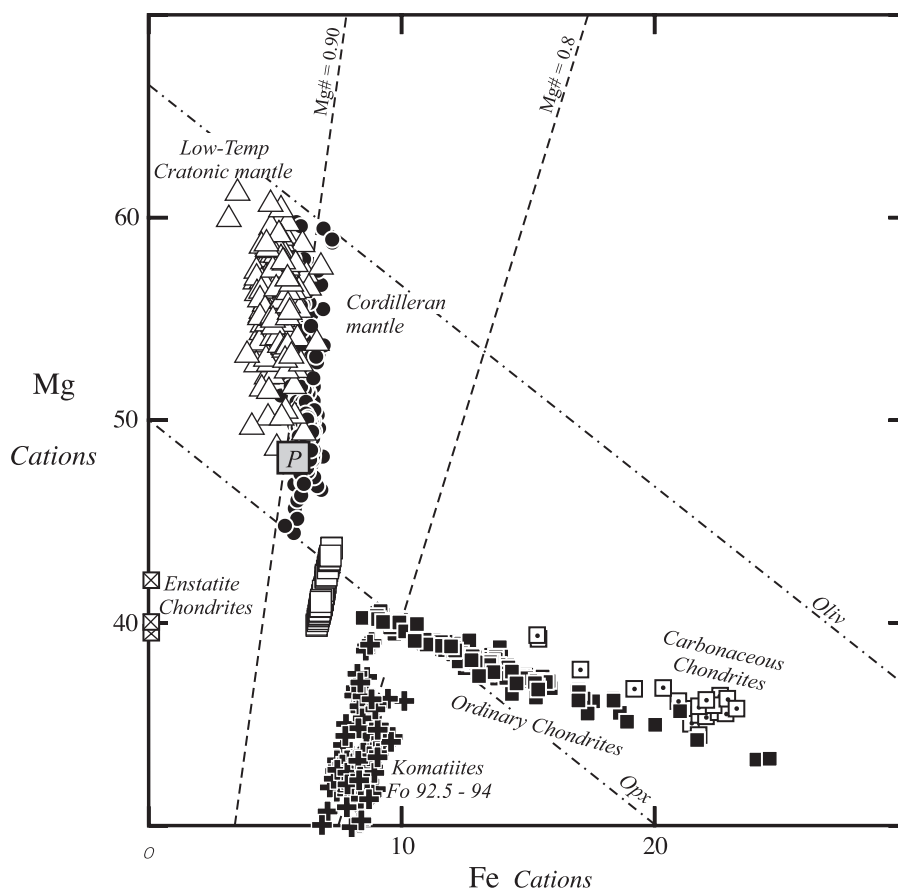 Mg# = 0.90
Mg# = 0.8
Low-Temp
Cratonic mantle
60
Cordilleran
mantle
Mg
50
Cations
P
Enstatite
Chondrites
40
Oliv
Carbonaceous
Chondrites
Ordinary Chondrites
Komatiites
Fo 92.5 - 94
Opx
0
10
20
Fe Cations